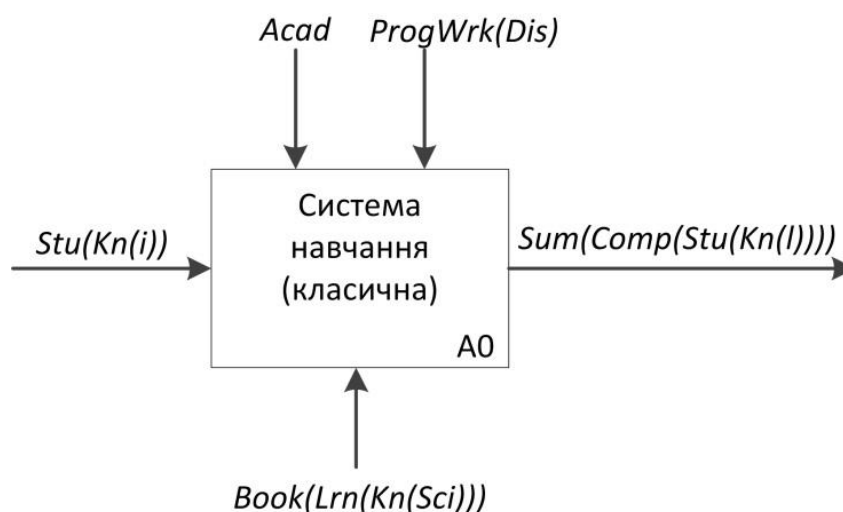 Acad
ProgWrk(Dis)
Stu(Kn(i))
Система
навчання
(класична)
A0
Sum(Comp(Stu(Kn(I))))
Book(Lrn(Kn(Sci)))